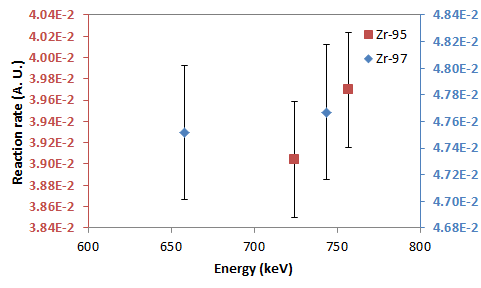 4.04E-2
4.02E-2
4.00E-2
3.98E-2
3.96E-2
3.94E-2
3.92E-2
3.90E-2
3.88E-2
3.86E-2
3.84E-2
Reaction rate (A. U.)
Zr-95
Zr-97
4.84E-2
4.82E-2
4.80E-2
4.78E-2
4.76E-2
4.74E-2
4.72E-2
4.70E-2
4.68E-2
600 650 700 750 800
Energy (keV)